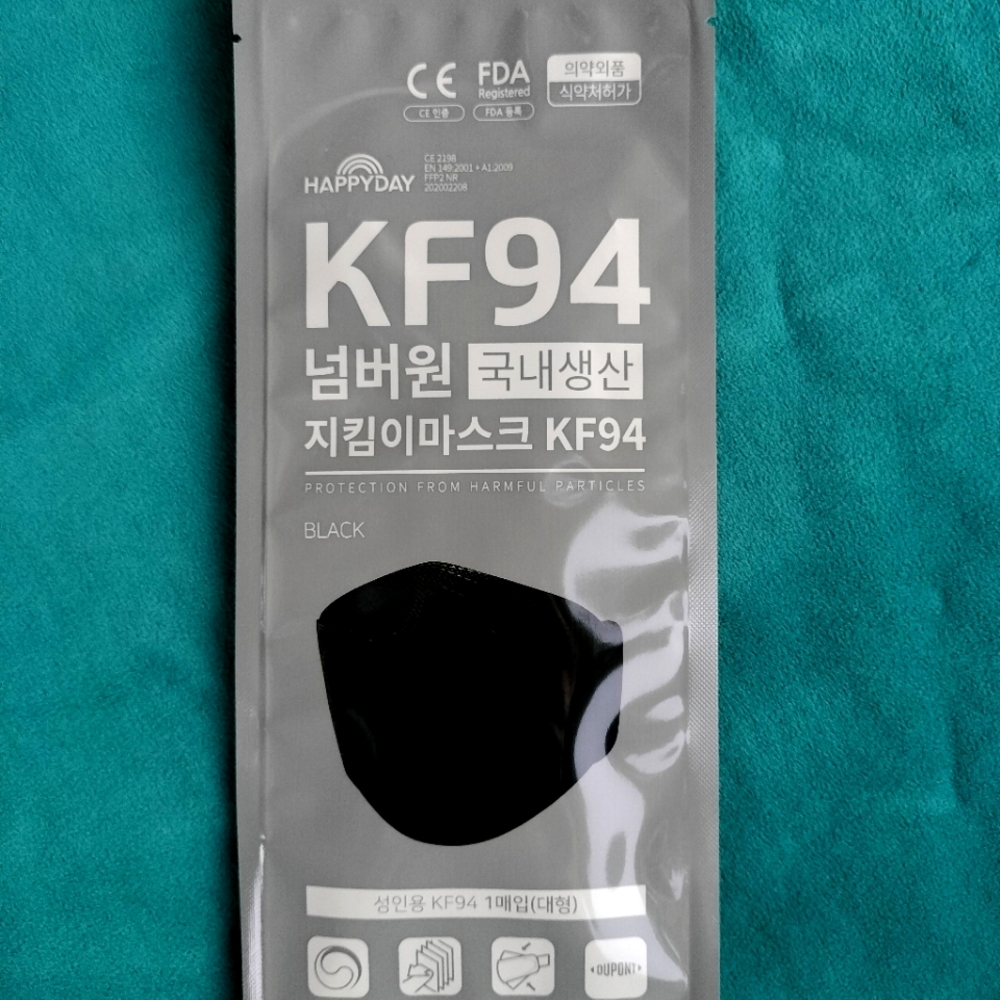 CE FDA Registered 의약외품
CE 인증 FDA 등록 식약처허가
HAPPYDAY
CE 2198
EN 149:2001 + A1:2009
FFP2 NR
202002208
KF94
넘버원 국내생산
지킴이마스크 KF94
PROTECTION FROM HARMFUL PARTICLES
BLACK
성인용 KF94 1매입(대형)
DUPONT